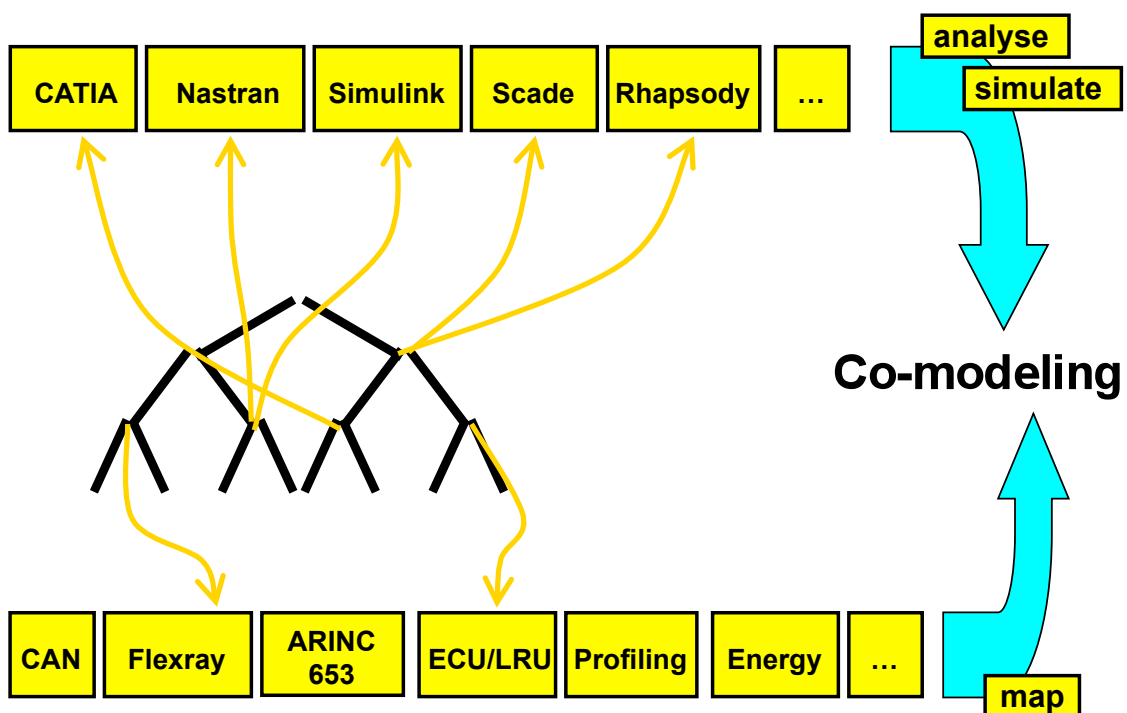 analyse
simulate
CATIA
Nastran
Simulink
Scade
Rhapsody
...
Co-modeling
CAN
Flexray
ARINC
653
ECU/LRU
Profiling
Energy
...
map